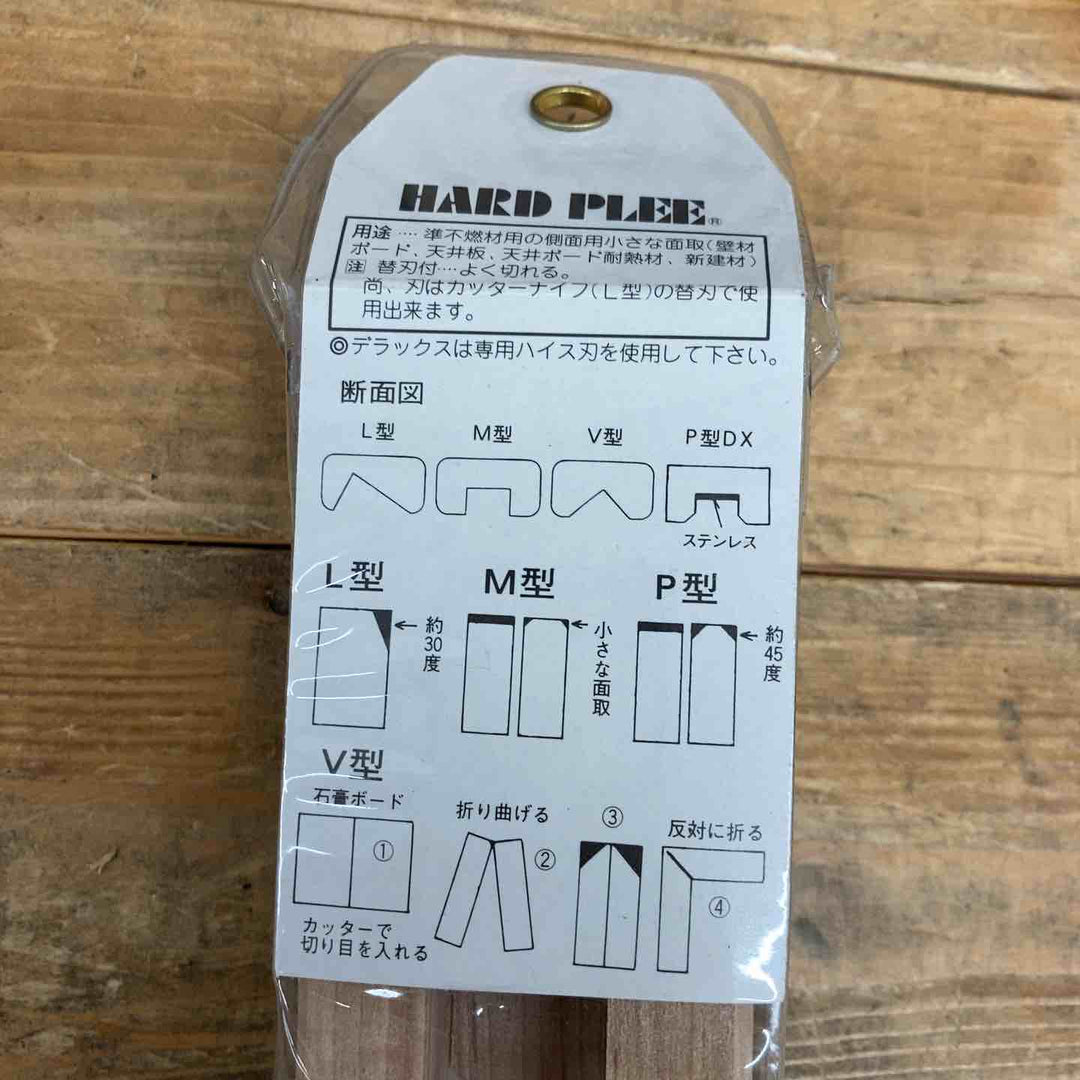 HARD PLEE®
用途‥‥準不燃材用の側面用小さな面取(壁材
ボード、天井板、天井ボード耐熱材、新建材)
注 替刃付…よく切れる。
尚、刃はカッターナイフ(L型)の替刃で使
用出来ます。
◎デラックスは専用ハイス刃を使用して下さい。
断面図
L型 M型 V型 P型DX
ステンレス
L型 M型 P型
約30度 小さな面取 約45度
V型
石膏ボード 折り曲げる ③ 反対に折る
① ② ④
カッターで
切り目を入れる